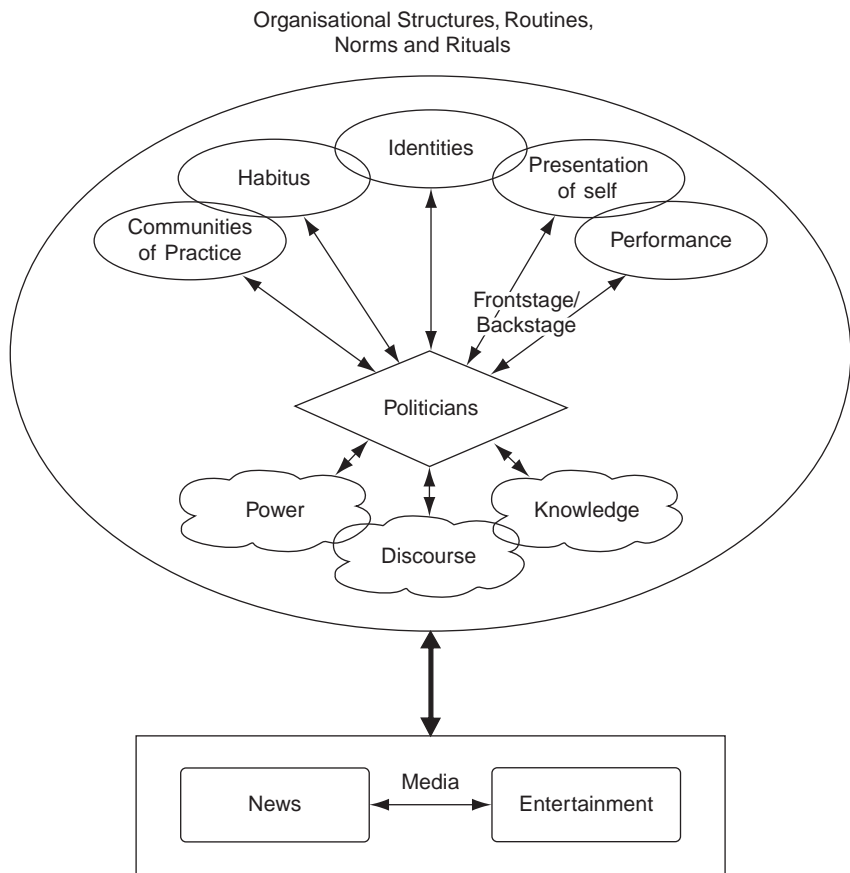 Organisational Structures, Routines,
Norms and Rituals
Identities
Habitus
Presentation
of self
Communities
of Practice
Performance
Frontstage/
Backstage
Politicians
Power
Knowledge
Discourse
Media
News
Entertainment